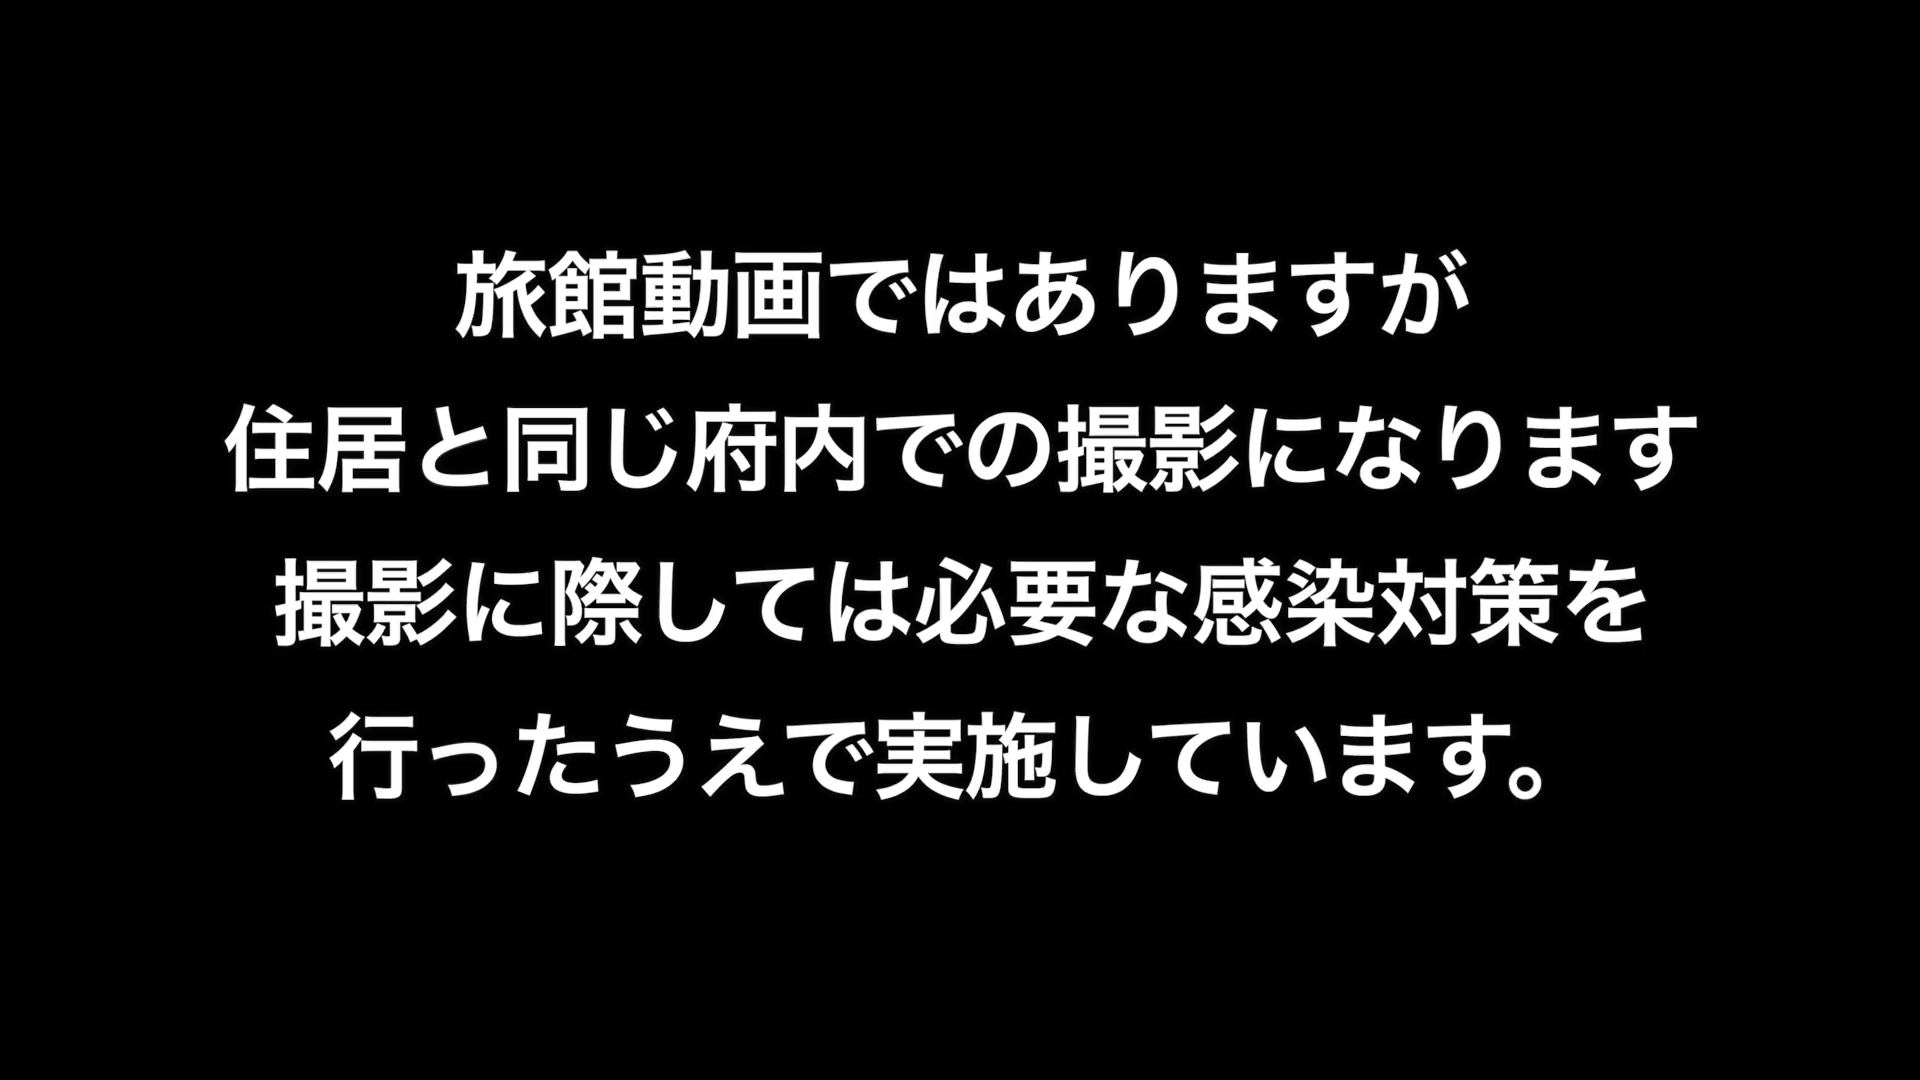 旅館動画ではありますが
住居と同じ府内での撮影になります
撮影に際しては必要な感染対策を
行ったうえで実施しています。